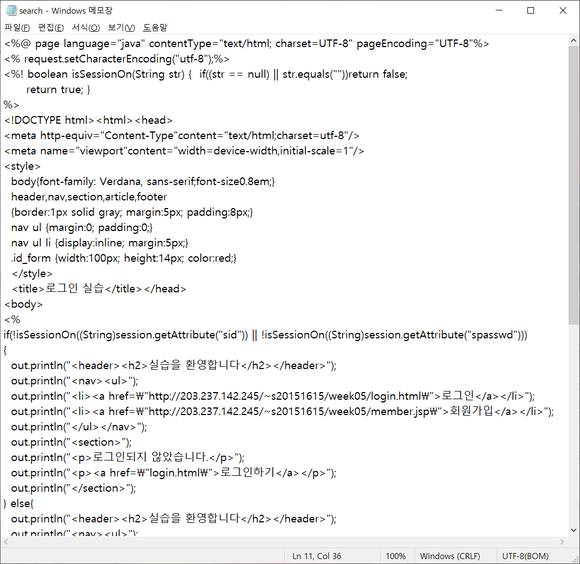 search - Windows 메모장
파일(F) 편집(E) 서식(O) 보기(V) 도움말
<%@ page language="java" contentType="text/html; charset=UTF-8" pageEncoding="UTF-8"%>
<% request.setCharacterEncoding("utf-8");%>
<%! boolean isSessionOn(String str) {  if((str == null) || str.equals(""))return false;
return true; }
%>
<!DOCTYPE html><html><head>
<meta http-equiv="Content-Type"content="text/html;charset=utf-8"/>
<meta name="viewport"content="width=device-width,initial-scale=1"/>
<style>
body{font-family: Verdana, sans-serif;font-size0.8em;}
header,nav,section,article,footer
{border:1px solid gray; margin:5px; padding:8px;}
nav ul {margin:0; padding:0;}
nav ul li {display:inline; margin:5px;}
.id_form {width:100px; height:14px; color:red;}
</style>
<title>로그인 실습</title></head>
<body>
<%
if(!isSessionOn((String)session.getAttribute("sid")) || !isSessionOn((String)session.getAttribute("spasswd")))
{
out.println("<header><h2>실습을 환영합니다</h2></header>");
out.println("<nav><ul>");
out.println("<li><a href=\"http://203.237.142.245/~s20151615/week05/login.html\">로그인</a></li>");
out.println("<li><a href=\"http://203.237.142.245/~s20151615/week05/member.jsp\">회원가입</a></li>");
out.println("</ul></nav>");
out.println("<section>");
out.println("<p>로그인되지 않았습니다.</p>");
out.println("<p><a href=\"login.html\">로그인하기</a></p>");
out.println("</section>");
} else{
out.println("<header><h2>실습을 환영합니다</h2></header>");
out.println("<nav><ul>");
Ln 11, Col 36 100% Windows (CRLF) UTF-8(BOM)